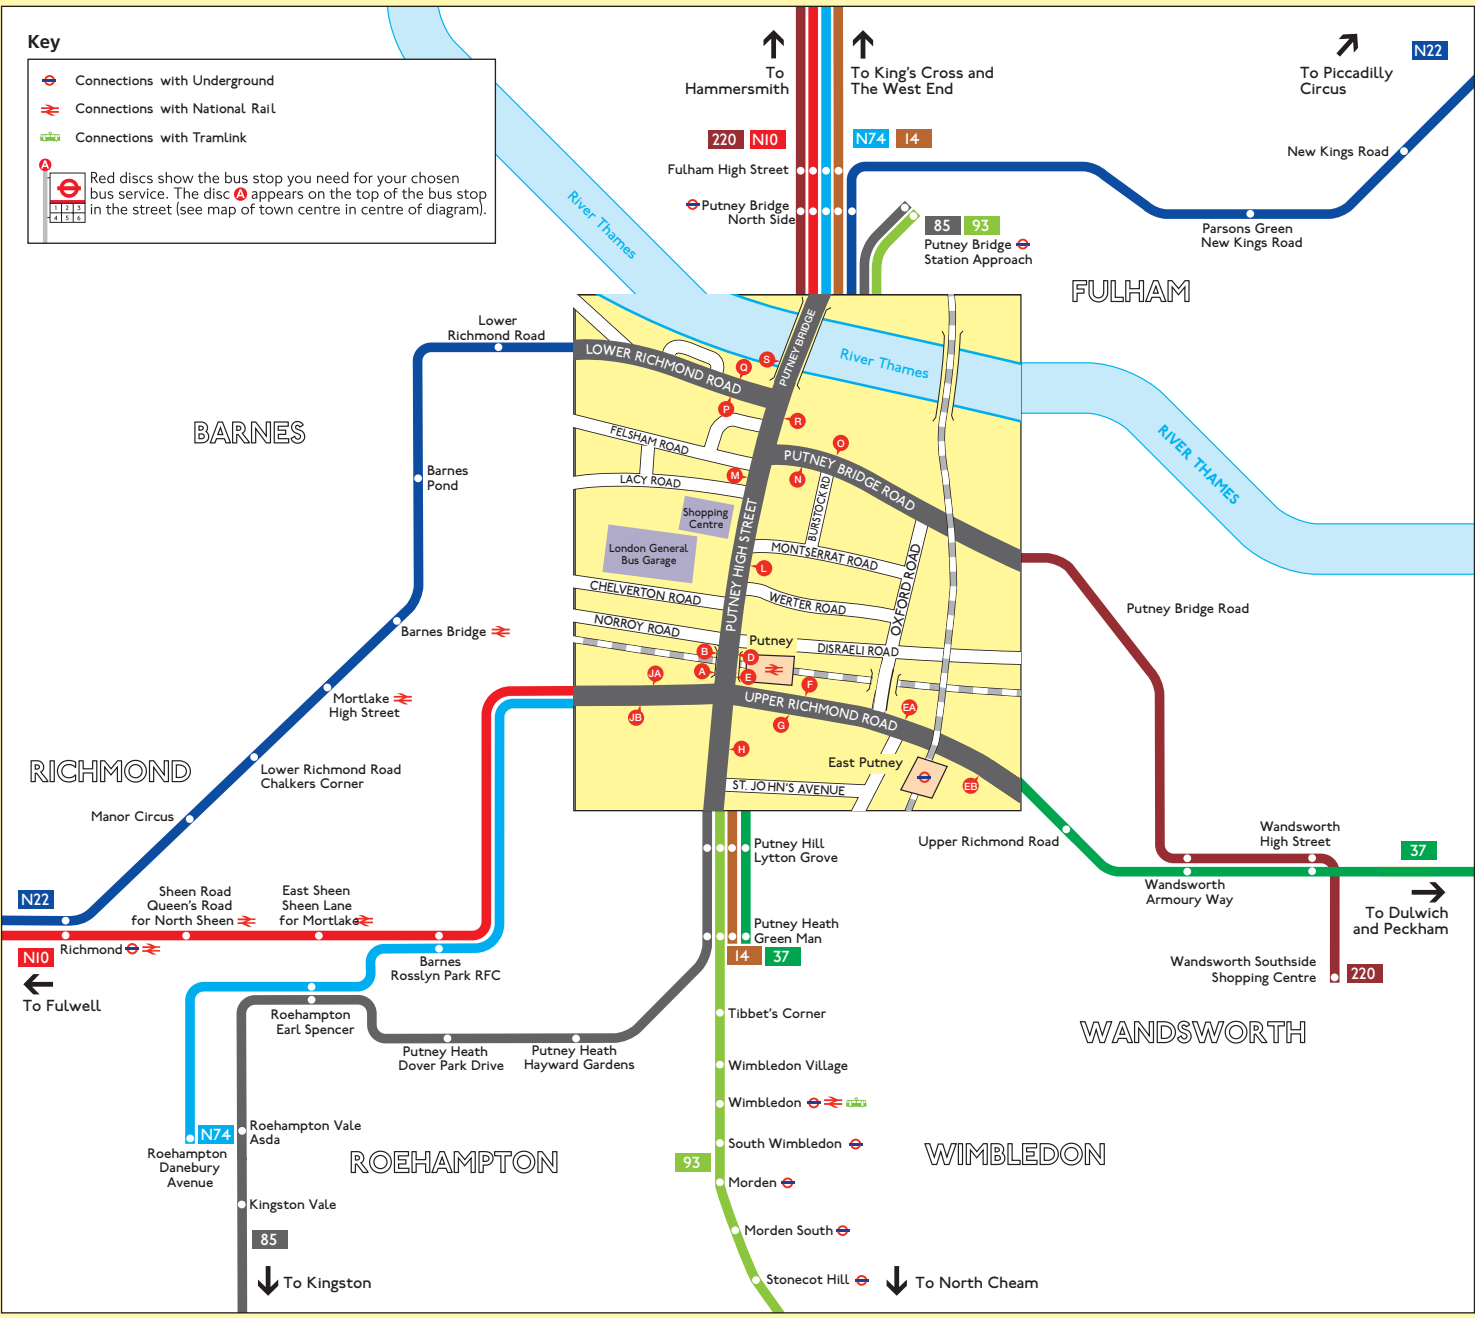 Key
Connections with Underground
Connections with National Rail
Connections with Tramlink
A
Red discs show the bus stop you need for your chosen
bus service. The disc A appears on the top of the bus stop
in the street (see map of town centre in centre of diagram).
1 2 3
4 5 6
To
Hammersmith
To King's Cross and
The West End
To Piccadilly
Circus
N22
220 N10
N74 14
Fulham High Street
Putney Bridge
North Side
85 93
Putney Bridge
Station Approach
New Kings Road
Parsons Green
New Kings Road
River Thames
FULHAM
Lower
Richmond Road
BARNES
Barnes
Pond
Barnes Bridge
Mortlake
High Street
RICHMOND
Lower Richmond Road
Chalkers Corner
Manor Circus
N22
Sheen Road
Queen's Road
for North Sheen
East Sheen
Sheen Lane
for Mortlake
Richmond
N10
To Fulwell
Barnes
Rosslyn Park RFC
Roehampton
Earl Spencer
Putney Heath
Dover Park Drive
Putney Heath
Hayward Gardens
N74
Roehampton Vale
Asda
Roehampton
Danebury
Avenue
ROEHAMPTON
Kingston Vale
85
To Kingston
LOWER RICHMOND ROAD
PUTNEY BRIDGE
River Thames
S
Q
P
R
O
FELSHAM ROAD
PUTNEY BRIDGE ROAD
M
N
LACY ROAD
BURSTOCK RD
Shopping
Centre
London General
Bus Garage
PUTNEY HIGH STREET
MONTSERRAT ROAD
L
OXFORD ROAD
CHELVERTON ROAD
WERTER ROAD
NORROY ROAD
Putney
DISRAELI ROAD
B
D
A
E
JA
F
UPPER RICHMOND ROAD
JB
G
EA
H
East Putney
ST. JOHN'S AVENUE
EB
RIVER THAMES
Putney Bridge Road
Upper Richmond Road
Wandsworth
High Street
37
Wandsworth
Armoury Way
To Dulwich
and Peckham
Wandsworth Southside
Shopping Centre
220
WANDSWORTH
Putney Hill
Lytton Grove
Putney Heath
Green Man
14 37
Tibbet's Corner
Wimbledon Village
Wimbledon
South Wimbledon
WIMBLEDON
93
Morden
Morden South
Stonecot Hill
To North Cheam